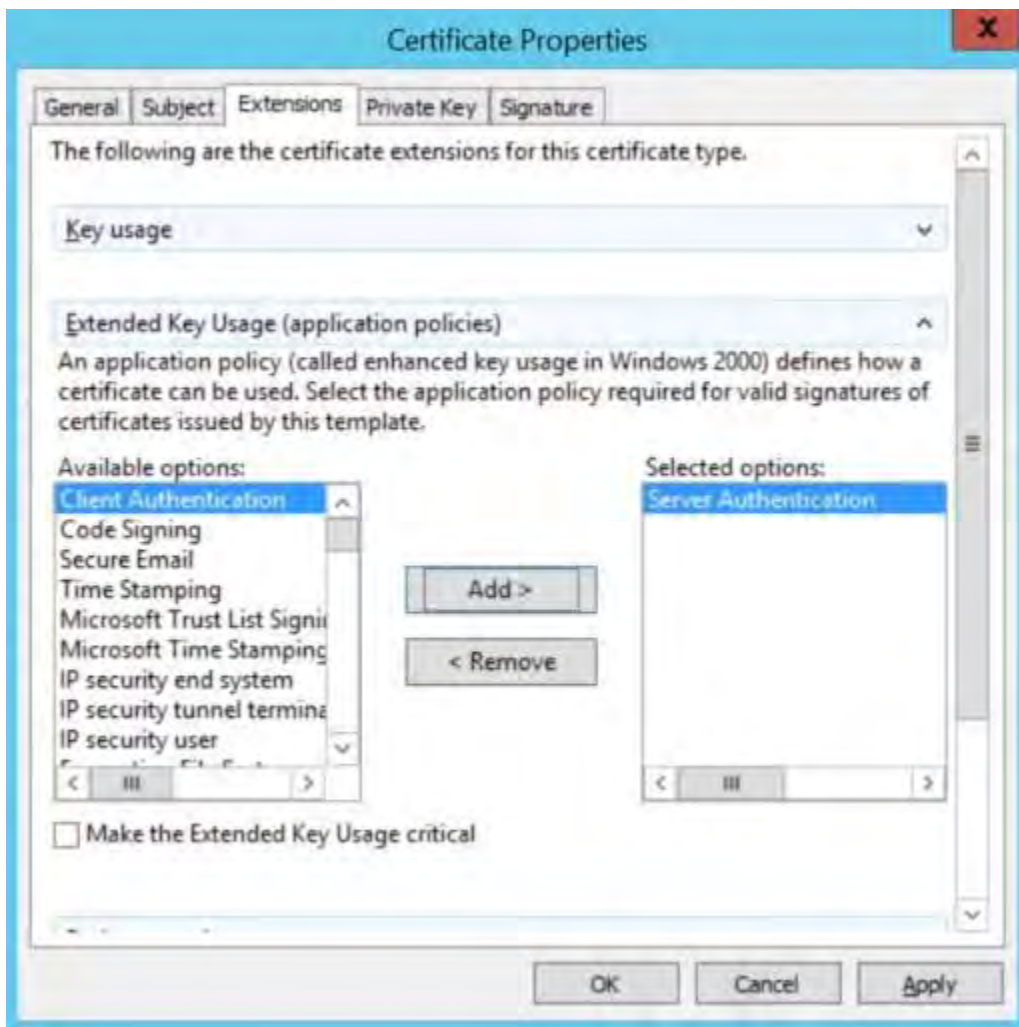 Certificate Properties
x
General Subject Extensions Private Key Signature
The following are the certificate extensions for this certificate type.
Key usage
Extended Key Usage (application policies)
An application policy (called enhanced key usage in Windows 2000) defines how a
certificate can be used. Select the application policy required for valid signatures of
certificates issued by this template.
Available options:
Selected options:
Client Authentication
Server Authentication
Code Signing
Secure Email
Time Stamping
Add >
Microsoft Trust List Signin
Microsoft Time Stamping
< Remove
IP security end system
IP security tunnel termina
IP security user
Make the Extended Key Usage critical
OK Cancel Apply